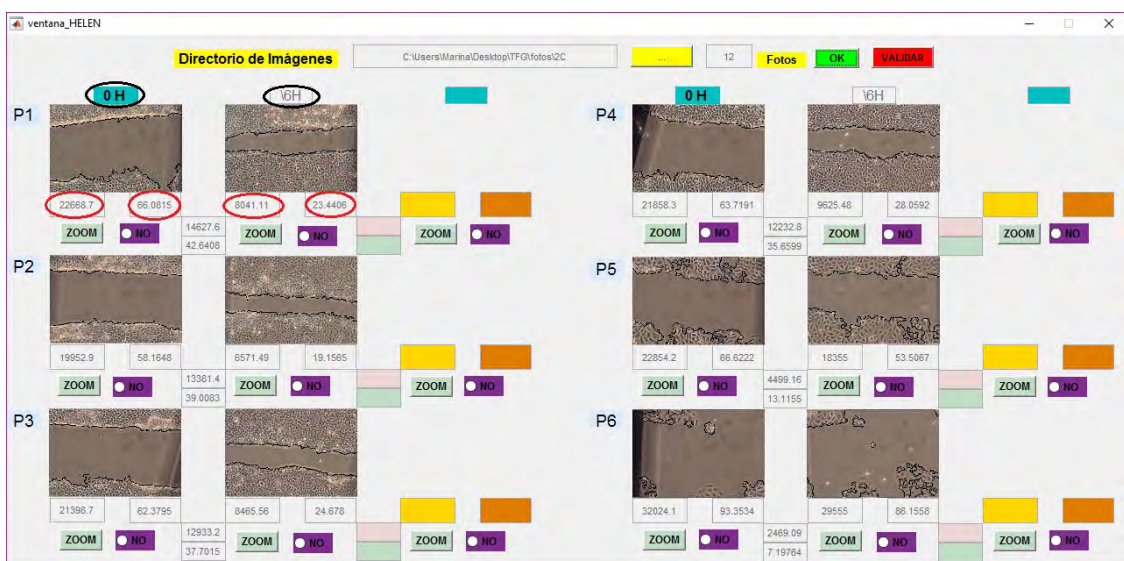 ventana_HELEN
Directorio de Imágenes C:\Users\Marina\Desktop\TFG\fotos\2C ... 12 Fotos OK VALIDAR
0 H \6H 0 H \6H
P1 P4
22668.7 66.0815 8041.11 23.4406 21858.3 63.7191 9625.48 28.0592
ZOOM NO 14627.6 ZOOM NO ZOOM NO ZOOM NO 12232.8 ZOOM NO ZOOM NO
42.6408 35.6599
P2 P5
19952.9 58.1648 6571.49 19.1565 22854.2 66.6222 18355 53.5067
ZOOM NO 13381.4 ZOOM NO ZOOM NO ZOOM NO 4499.16 ZOOM NO ZOOM NO
39.0083 13.1155
P3 P6
21398.7 62.3795 8465.56 24.678 32024.1 93.3534 29555 86.1558
ZOOM NO 12933.2 ZOOM NO ZOOM NO ZOOM NO 2469.09 ZOOM NO ZOOM NO
37.7015 7.19764